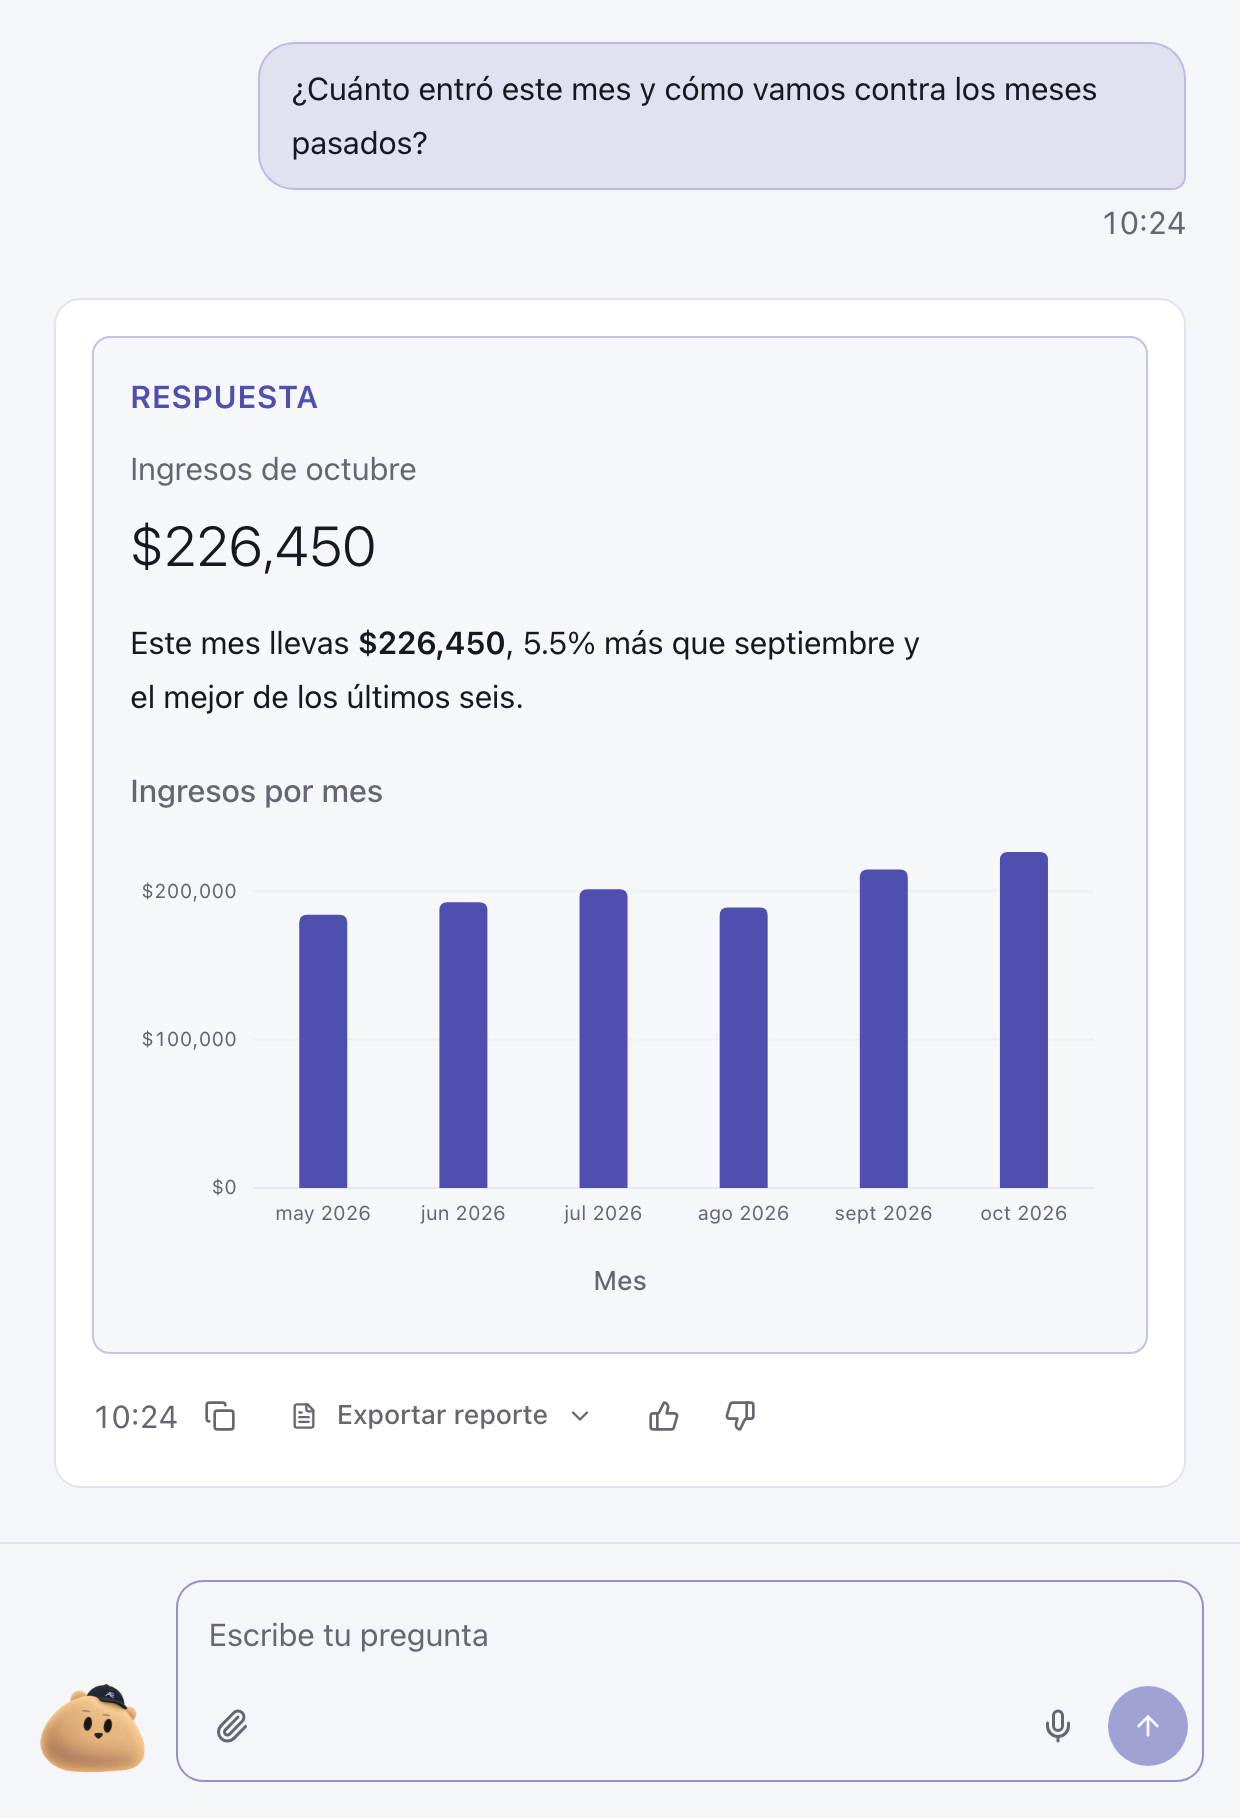 ¿Cuánto entró este mes y cómo vamos contra los meses
pasados?
10:24
RESPUESTA
Ingresos de octubre
$226,450
Este mes llevas $226,450, 5.5% más que septiembre y
el mejor de los últimos seis.
Ingresos por mes
$200,000
$100,000
$0
may 2026 jun 2026 jul 2026 ago 2026 sept 2026 oct 2026
Mes
10:24 Exportar reporte
Escribe tu pregunta